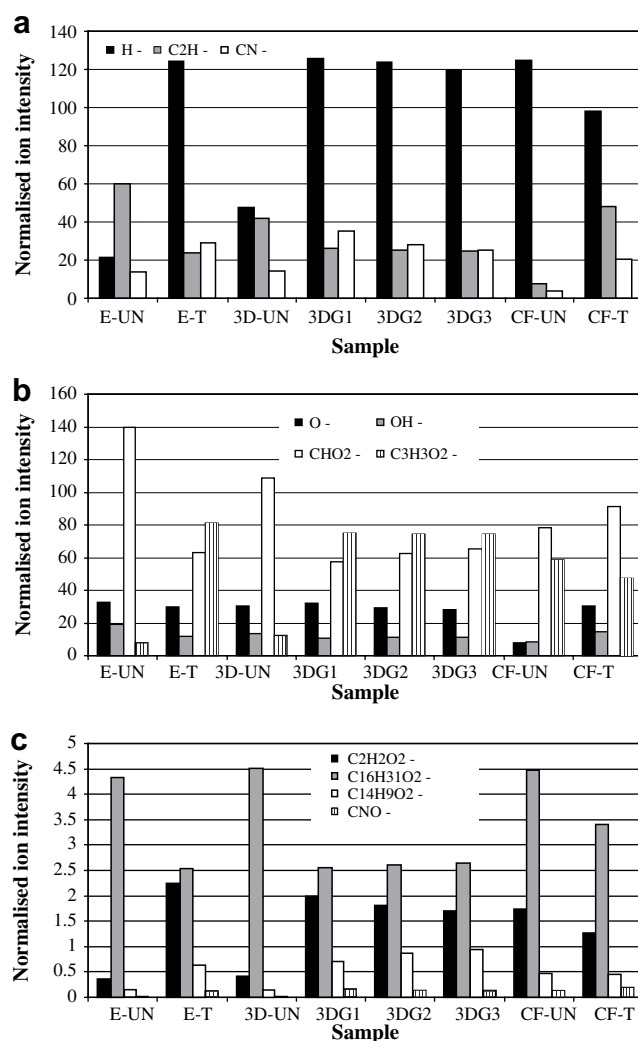 a
H - C2H - CN -
Normalised ion intensity
140
120
100
80
60
40
20
0
E-UN E-T 3D-UN 3DG1 3DG2 3DG3 CF-UN CF-T
Sample
b
O - OH -
CHO2 - C3H3O2 -
Normalised ion intensity
160
140
120
100
80
60
40
20
0
E-UN E-T 3D-UN 3DG1 3DG2 3DG3 CF-UN CF-T
Sample
c
C2H2O2 -
C16H31O2 -
C14H9O2 -
CNO -
Normalised ion intensity
5
4.5
4
3.5
3
2.5
2
1.5
1
0.5
0
E-UN E-T 3D-UN 3DG1 3DG2 3DG3 CF-UN CF-T
Sample